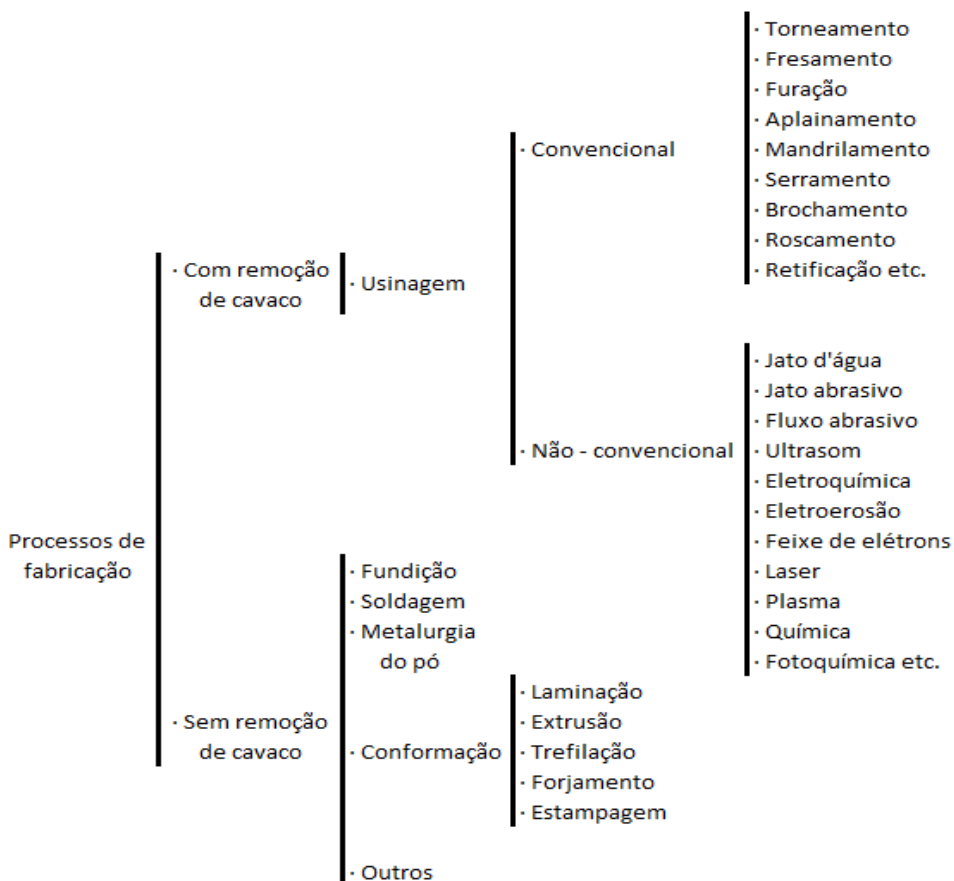 Processos de
fabricação
· Com remoção
de cavaco
· Usinagem
· Convencional
· Torneamento
· Fresamento
· Furação
· Aplainamento
· Mandrilamento
· Serramento
· Brochamento
· Roscamento
· Retificação etc.
· Não - convencional
· Jato d'água
· Jato abrasivo
· Fluxo abrasivo
· Ultrasom
· Eletroquímica
· Eletroerosão
· Feixe de elétrons
· Laser
· Plasma
· Química
· Fotoquímica etc.
· Sem remoção
de cavaco
· Fundição
· Soldagem
· Metalurgia
do pó
· Conformação
· Laminação
· Extrusão
· Trefilação
· Forjamento
· Estampagem
· Outros